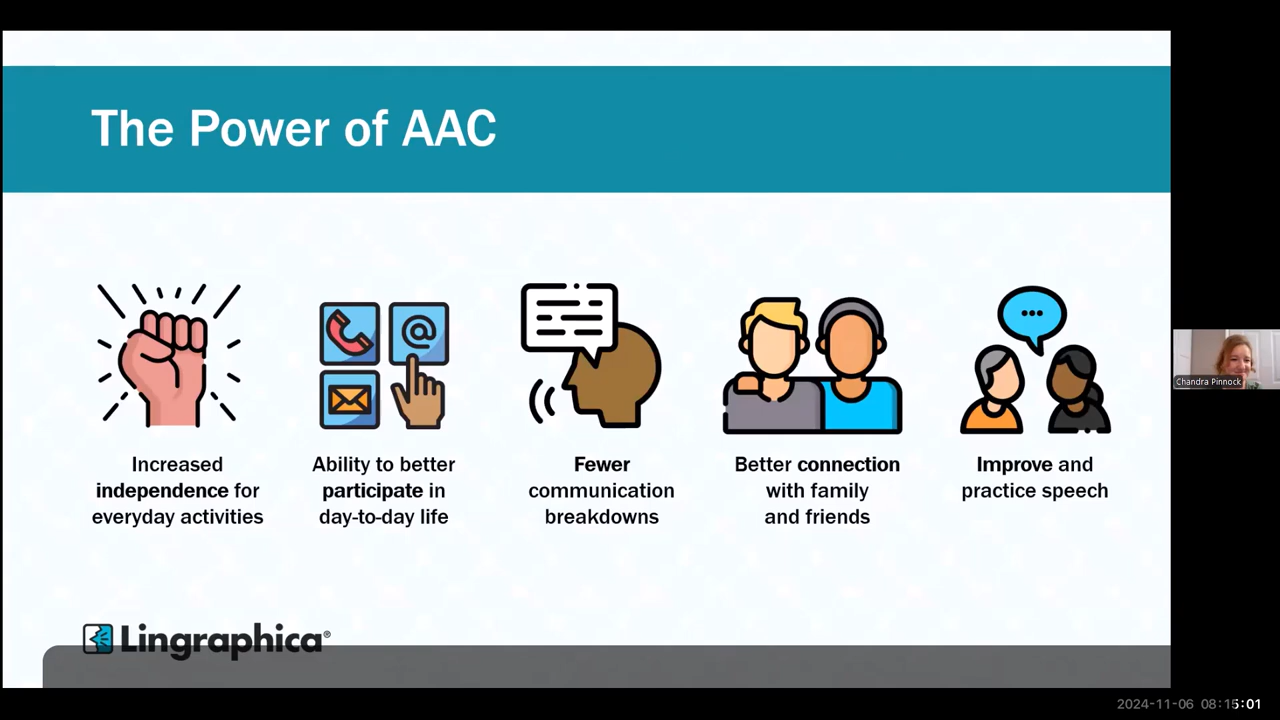 The Power of AAC
@
Increased
independence for
everyday activities
Ability to better
participate in
day-to-day life
Fewer
communication
breakdowns
Better connection
with family
and friends
Improve and
practice speech
Chandra Pinnock
Lingraphica®
2024-11-06 08:15:01